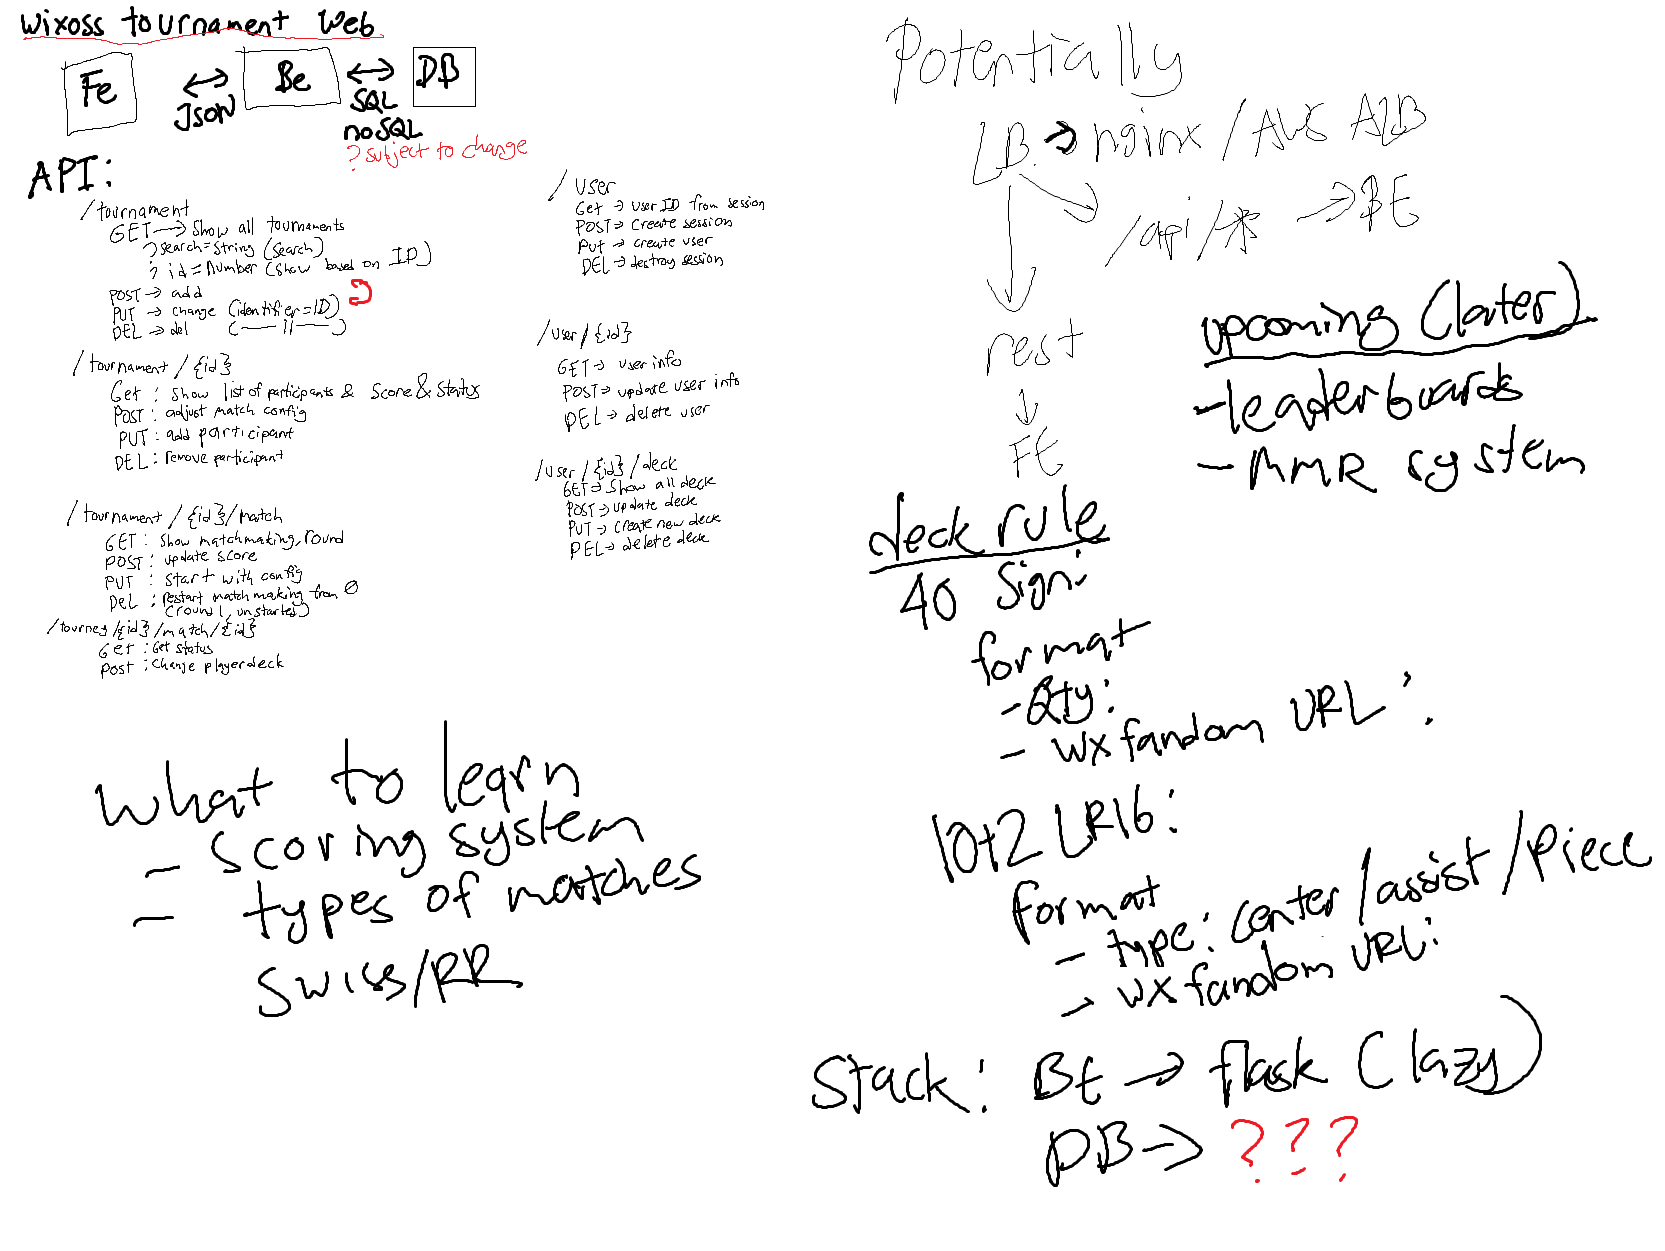 Wixoss tournament Web
Fe
Be
DB
JSON
SQL
noSQL
? subject to change
API:
/tournament
GET → Show all tournaments
? search=String (search)
? id = Number (show based on ID)
POST → add
PUT → change (identifier=ID)
DEL → del (— || —)
/tournament/{id}
Get : show list of participants & score & status
POST : adjust match config
PUT : add participant
DEL : remove participant
/tournament/{id}/match
GET : Show matchmaking, round
POST : update score
PUT : start with config
Del : Restart matchmaking from 0
(round 1, unstarted)
/tourney/{id}/match/{id}
Get : Get status
Post : Change player deck
/user
Get → User ID from session
POST → Create session
Put → create user
DEL → destroy session
/user/{id}
GET → user info
POST → update user info
DEL → delete user
/user/{id}/deck
GET → Show all deck
POST → update deck
PUT → create new deck
DEL → delete deck
What to learn
- Scoring system
- types of matches
Swiss/RR
Potentially
LB → nginx / AWS ALB
/api/* → BE
rest
FE
upcoming (later)
- leaderboards
- MMR system
deck rule
40 Signi
format
- Qty:
- WX fandom URL:
10+2 LRIG:
format
- type: center/assist/piece
- WX fandom URL:
Stack: BE → flask (lazy)
DB → ???